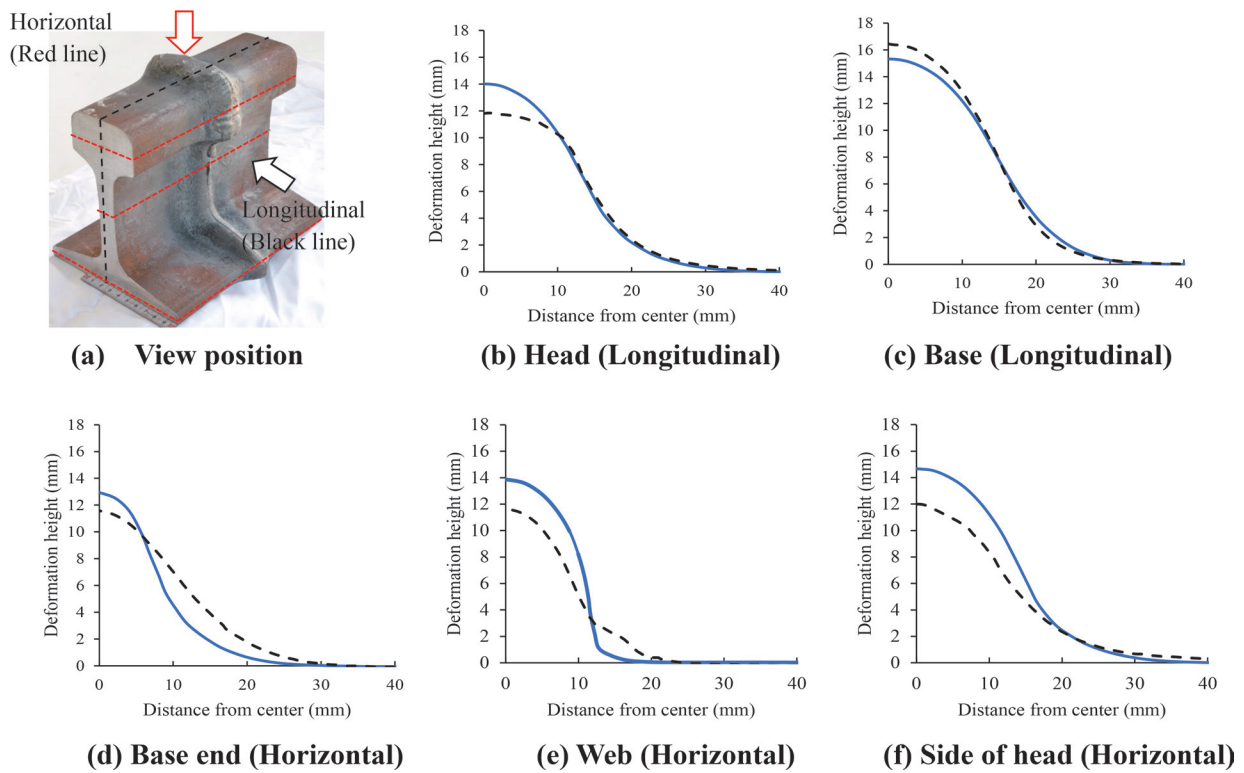 Horizontal
(Red line)
Longitudinal
(Black line)
(a) View position
Deformation height (mm)
18
16
14
12
10
8
6
4
2
0
0 10 20 30 40
Distance from center (mm)
(b) Head (Longitudinal)
Deformation height (mm)
18
16
14
12
10
8
6
4
2
0
0 10 20 30 40
Distance from center (mm)
(c) Base (Longitudinal)
Deformation height (mm)
18
16
14
12
10
8
6
4
2
0
0 10 20 30 40
Distance from center (mm)
(d) Base end (Horizontal)
Deformation height (mm)
18
16
14
12
10
8
6
4
2
0
0 10 20 30 40
Distance from center (mm)
(e) Web (Horizontal)
Deformation height (mm)
18
16
14
12
10
8
6
4
2
0
0 10 20 30 40
Distance from center (mm)
(f) Side of head (Horizontal)